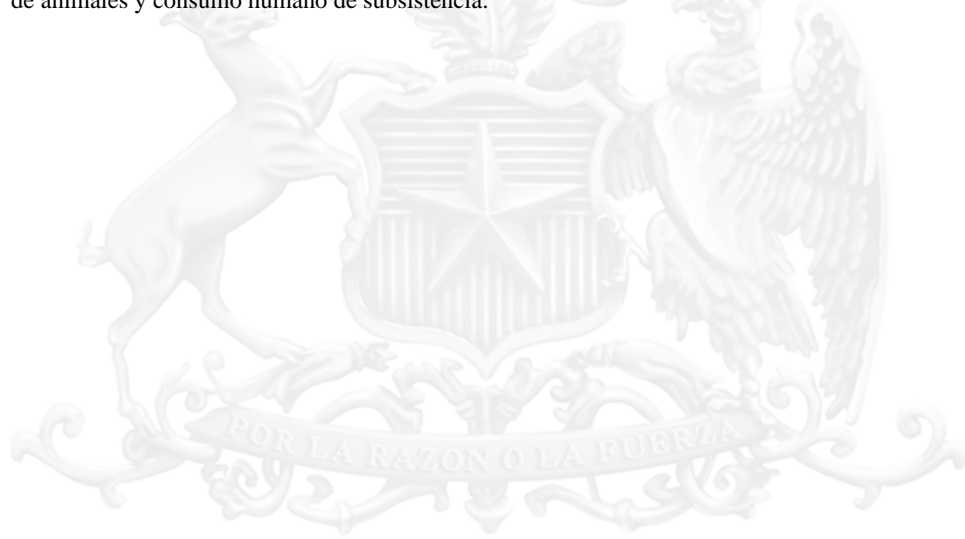 de animales y consumo humano de subsistencia.
POR LA RAZON O LA FUERZA